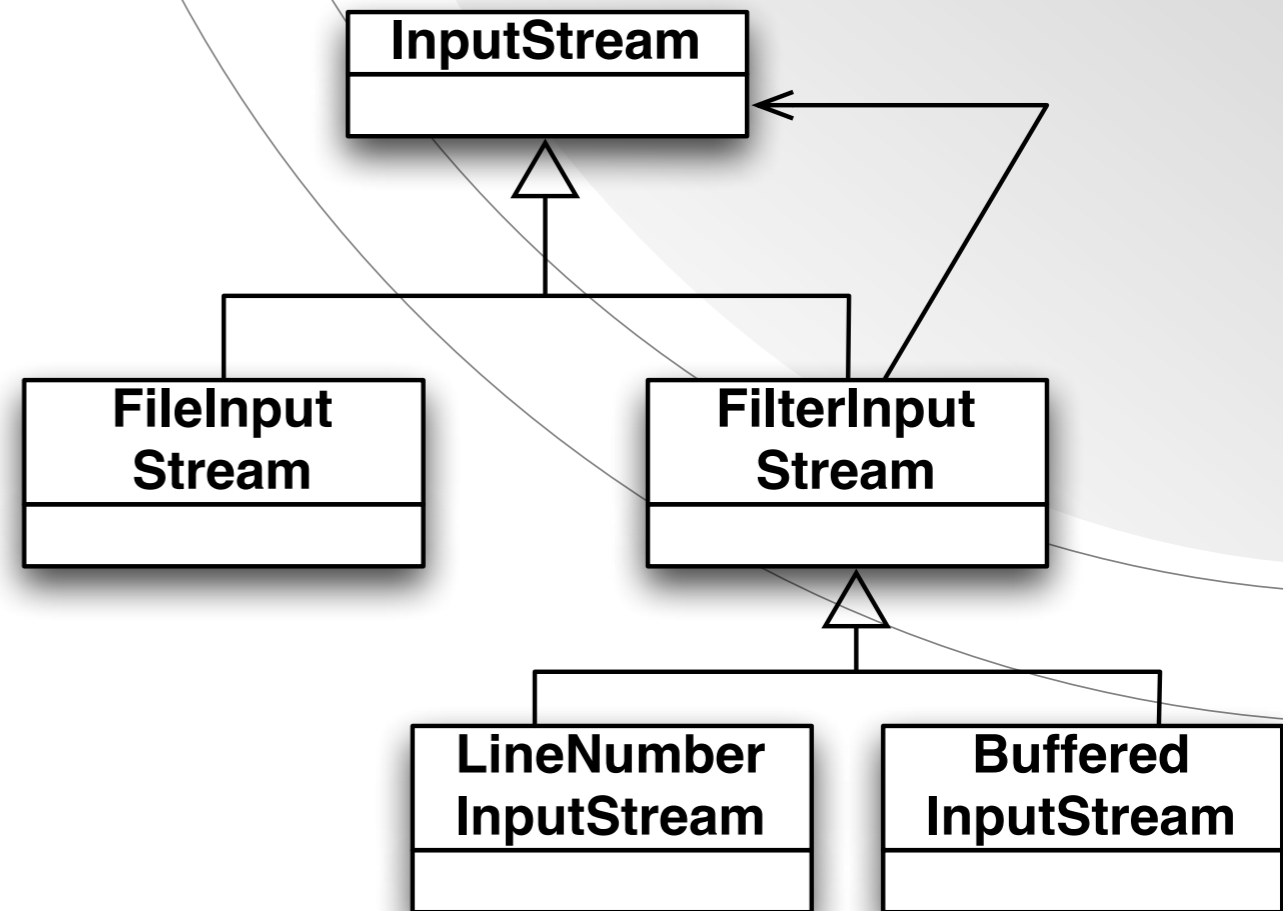 InputStream
FileInput
Stream
FilterInput
Stream
LineNumber
InputStream
Buffered
InputStream